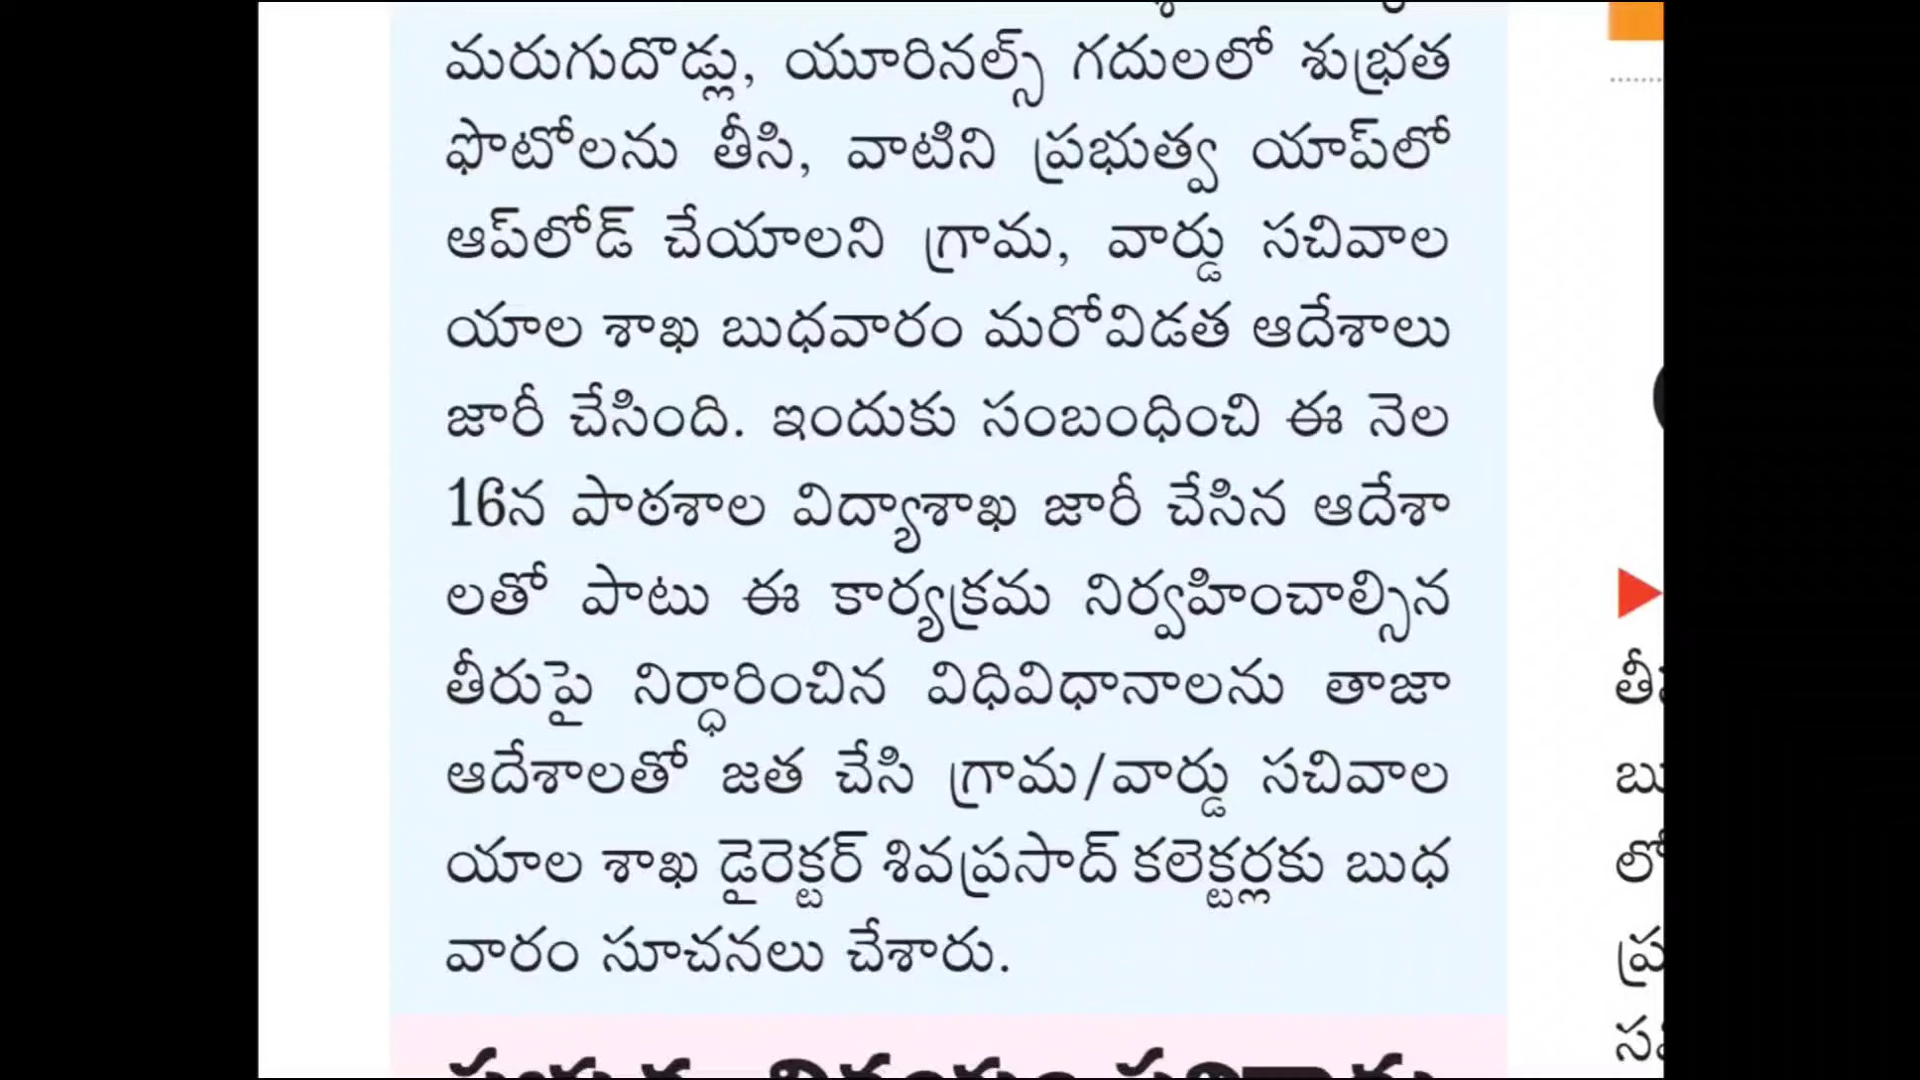 మరుగుదొడ్లు, యూరినల్స్ గదులలో శుభ్రత
ఫొటోలను తీసి, వాటిని ప్రభుత్వ యాప్‌లో
ఆప్‌లోడ్ చేయాలని గ్రామ, వార్డు సచివాల
యాల శాఖ బుధవారం మరోవిడత ఆదేశాలు
జారీ చేసింది. ఇందుకు సంబంధించి ఈ నెల
16న పాఠశాల విద్యాశాఖ జారీ చేసిన ఆదేశా
లతో పాటు ఈ కార్యక్రమ నిర్వహించాల్సిన
తీరుపై నిర్ధారించిన విధివిధానాలను తాజా
ఆదేశాలతో జత చేసి గ్రామ/వార్డు సచివాల
యాల శాఖ డైరెక్టర్ శివప్రసాద్ కలెక్టర్లకు బుధ
వారం సూచనలు చేశారు.